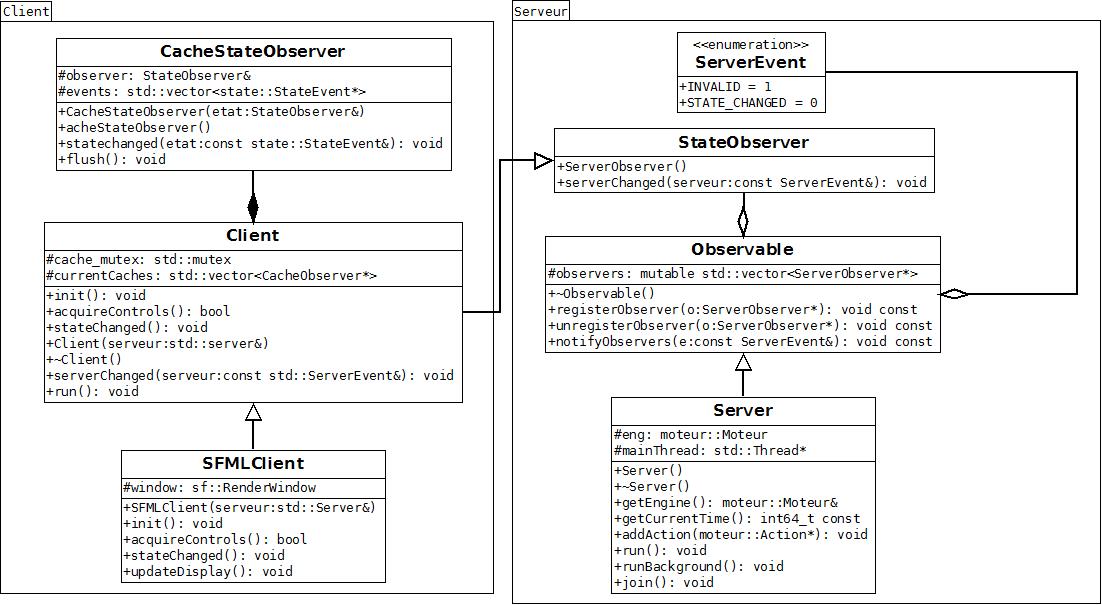 Client
CacheStateObserver
#observer: StateObserver&
#events: std::vector<state::StateEvent*>
+CacheStateObserver(etat:StateObserver&)
+acheStateObserver()
+statechanged(etat:const state::StateEvent&): void
+flush(): void
Client
#cache_mutex: std::mutex
#currentCaches: std::vector<CacheObserver*>
+init(): void
+acquireControls(): bool
+stateChanged(): void
+Client(serveur:std::server&)
+~Client()
+serverChanged(serveur:const std::ServerEvent&): void
+run(): void
SFMLClient
#window: sf::RenderWindow
+SFMLClient(serveur:std::Server&)
+init(): void
+acquireControls(): bool
+stateChanged(): void
+updateDisplay(): void
Serveur
<<enumeration>>
ServerEvent
+INVALID = 1
+STATE_CHANGED = 0
StateObserver
+ServerObserver()
+serverChanged(serveur:const ServerEvent&): void
Observable
#observers: mutable std::vector<ServerObserver*>
+~Observable()
+registerObserver(o:ServerObserver*): void const
+unregisterObserver(o:ServerObserver*): void const
+notifyObservers(e:const ServerEvent&): void const
Server
#eng: moteur::Moteur
#mainThread: std::Thread*
+Server()
+~Server()
+getEngine(): moteur::Moteur&
+getCurrentTime(): int64_t const
+addAction(moteur::Action*): void
+run(): void
+runBackground(): void
+join(): void